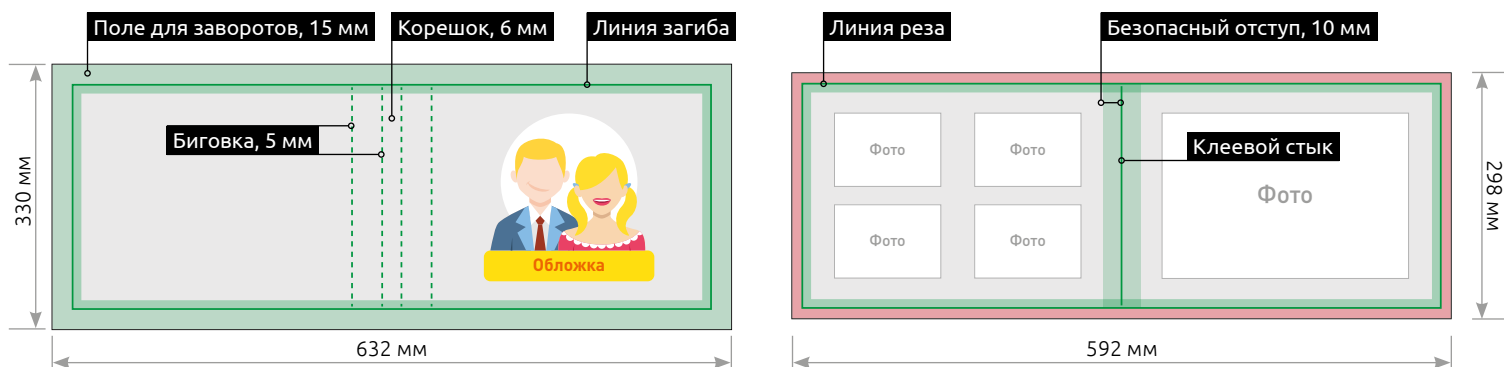 Поле для заворотов, 15 мм
Корешок, 6 мм
Линия загиба
Биговка, 5 мм
Обложка
330 мм
632 мм
Линия реза
Безопасный отступ, 10 мм
Клеевой стык
Фото
Фото
Фото
Фото
Фото
298 мм
592 мм